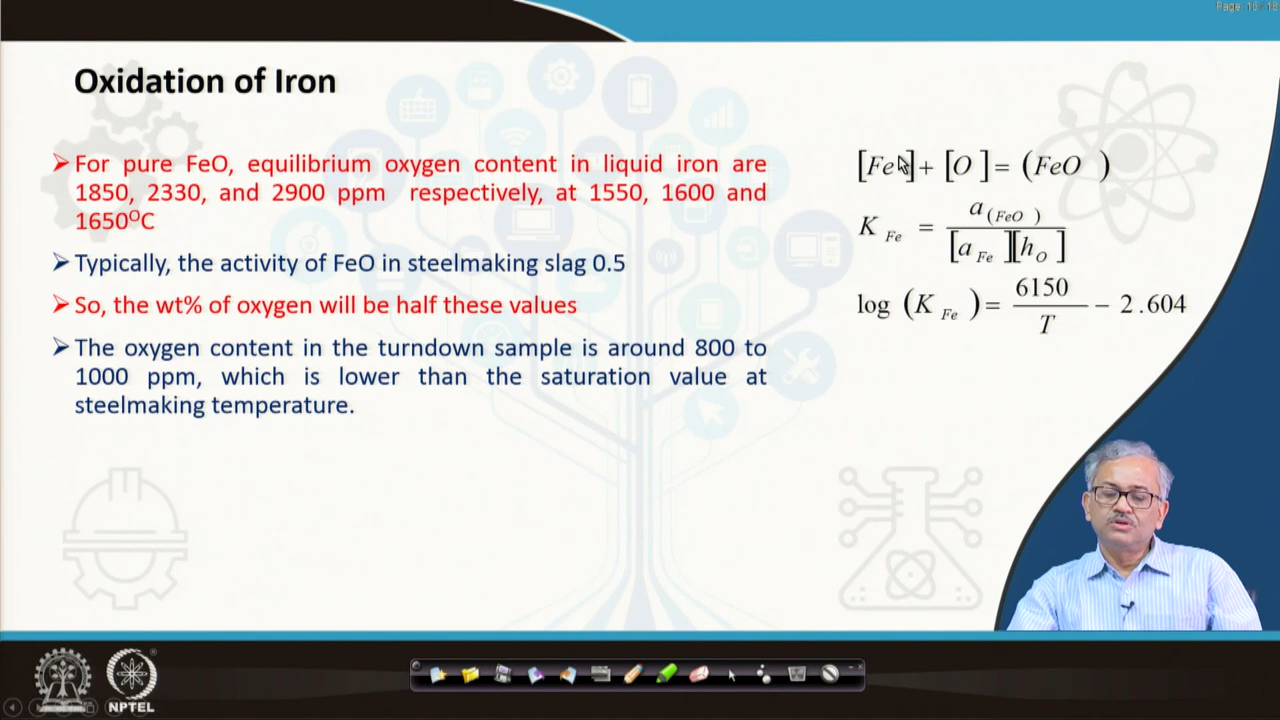 Page 15/18
Oxidation of Iron
➢For pure FeO, equilibrium oxygen content in liquid iron are
1850, 2330, and 2900 ppm respectively, at 1550, 1600 and
1650ᴼC
➢Typically, the activity of FeO in steelmaking slag 0.5
➢So, the wt% of oxygen will be half these values
➢The oxygen content in the turndown sample is around 800 to
1000 ppm, which is lower than the saturation value at
steelmaking temperature.
[Fe] + [O] = (FeO)
K Fe = a (FeO) / [a Fe][h O]
log (K Fe) = 6150 / T − 2.604
NPTEL